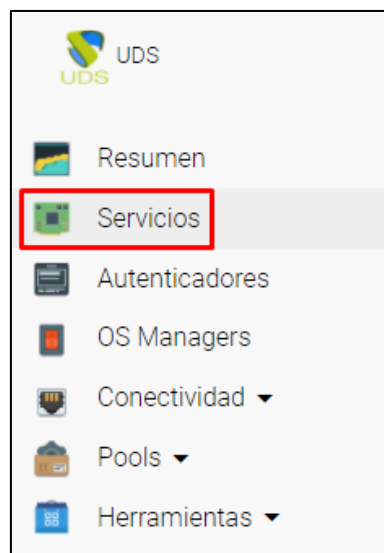 UDS
UDS
Resumen
Servicios
Autenticadores
OS Managers
Conectividad
Pools
Herramientas